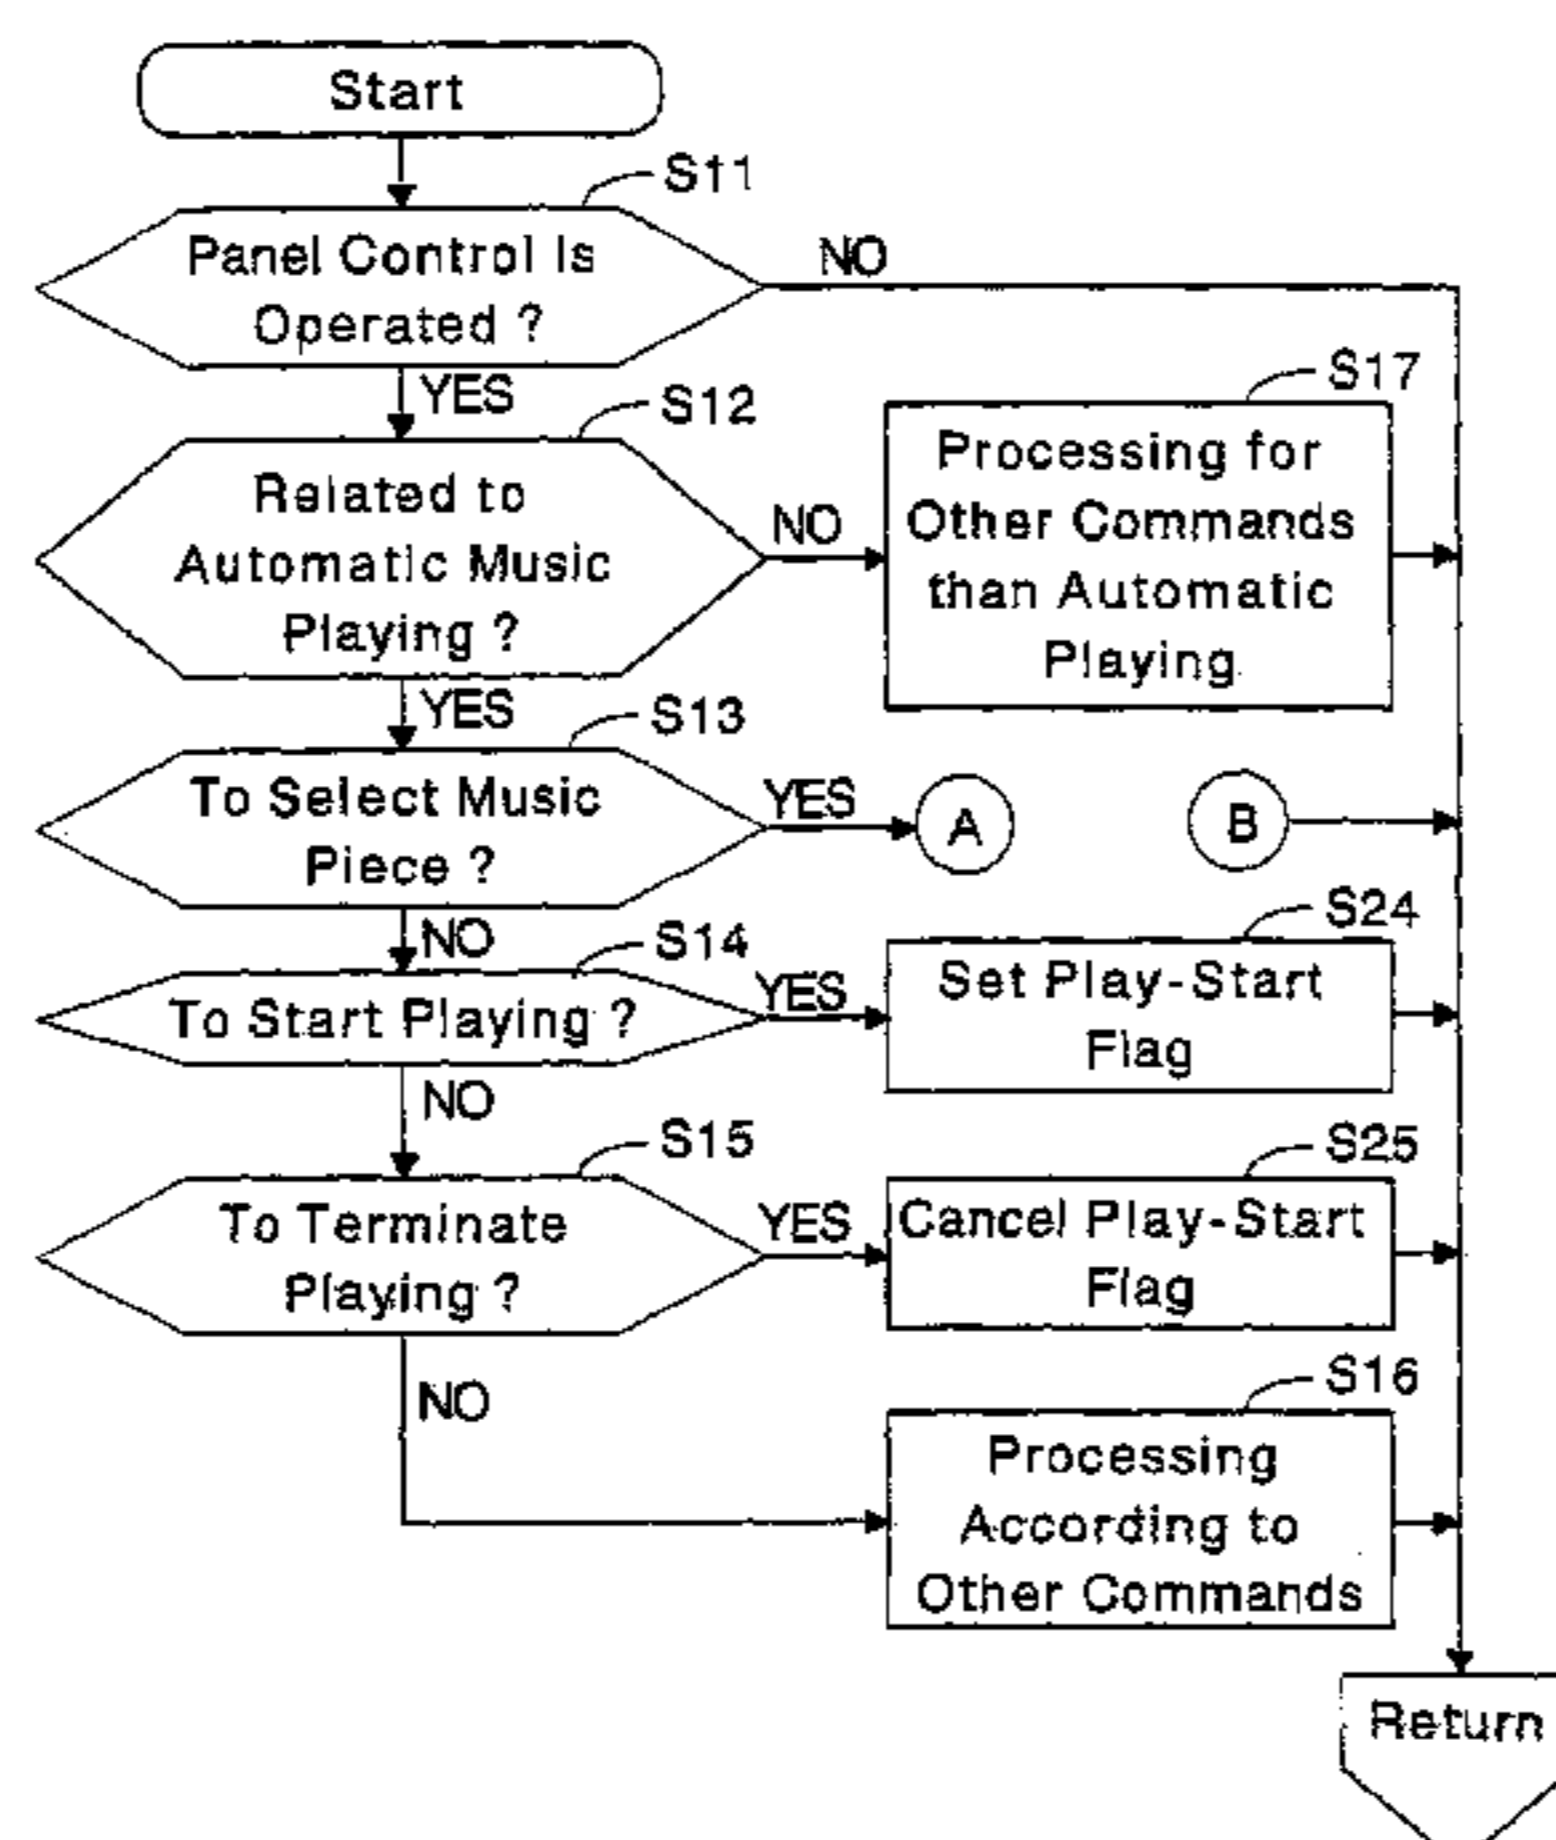 Start
S11
Panel Control Is
Operated ?
NO
YES
S12
Related to
Automatic Music
Playing ?
NO
S17
Processing for
Other Commands
than Automatic
Playing
YES
S13
To Select Music
Piece ?
YES
A
B
NO
S14
To Start Playing ?
YES
S24
Set Play-Start
Flag
NO
S15
To Terminate
Playing ?
YES
S25
Cancel Play-Start
Flag
NO
S16
Processing
According to
Other Commands
Return